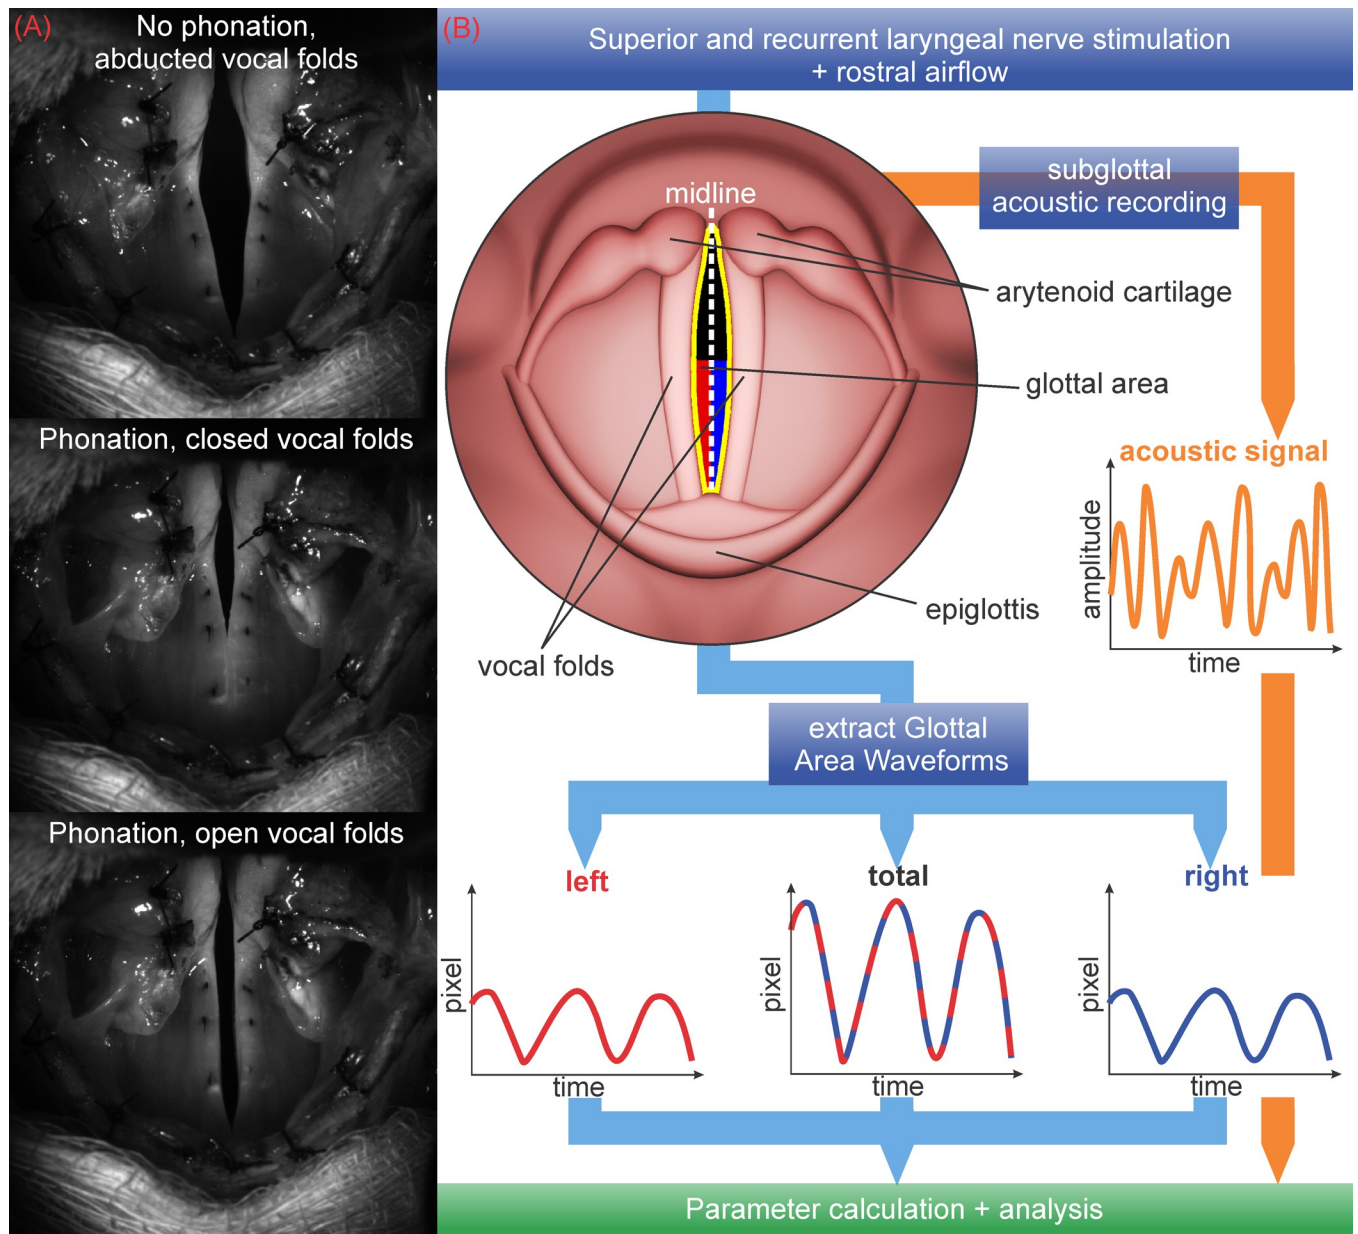 (A)
No phonation,
abducted vocal folds
Phonation, closed vocal folds
Phonation, open vocal folds
(B)
Superior and recurrent laryngeal nerve stimulation
+ rostral airflow
midline
subglottal
acoustic recording
arytenoid cartilage
glottal area
epiglottis
vocal folds
acoustic signal
amplitude
time
extract Glottal
Area Waveforms
left
pixel
time
total
pixel
time
right
pixel
time
Parameter calculation + analysis